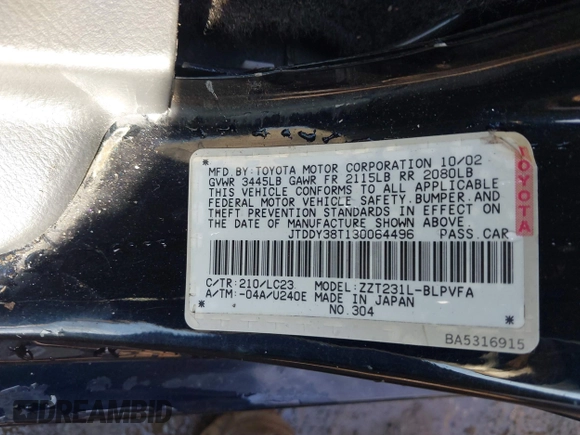 MFD.BY:TOYOTA MOTOR CORPORATION 10/02
GVWR 3445LB GAWR FR 2115LB RR 2080LB
THIS VEHICLE CONFORMS TO ALL APPLICABLE
FEDERAL MOTOR VEHICLE SAFETY.BUMPER.AND
THEFT PREVENTION STANDARDS IN EFFECT ON
THE DATE OF MANUFACTURE SHOWN ABOVE.
JTDDY38T130064496 PASS.CAR
C/TR:210/LC23 MODEL:ZZT231L-BLPVFA
A/TM:-04A/U240E MADE IN JAPAN
NO.304
TOYOTA
BA5316915
DREAMBID